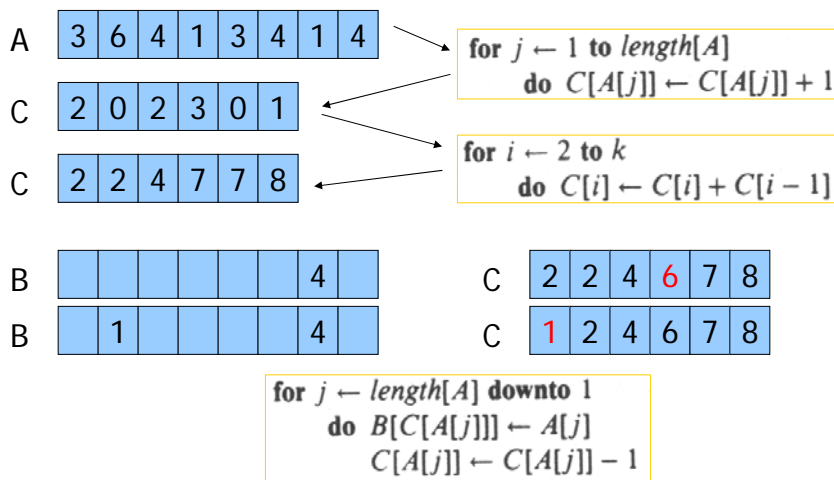 A 3 6 4 1 3 4 1 4
for j ← 1 to length[A]
do C[A[j]] ← C[A[j]] + 1
C 2 0 2 3 0 1
for i ← 2 to k
do C[i] ← C[i] + C[i − 1]
C 2 2 4 7 7 8
B 4 C 2 2 4 6 7 8
B 1 4 C 1 2 4 6 7 8
for j ← length[A] downto 1
do B[C[A[j]]] ← A[j]
C[A[j]] ← C[A[j]] − 1